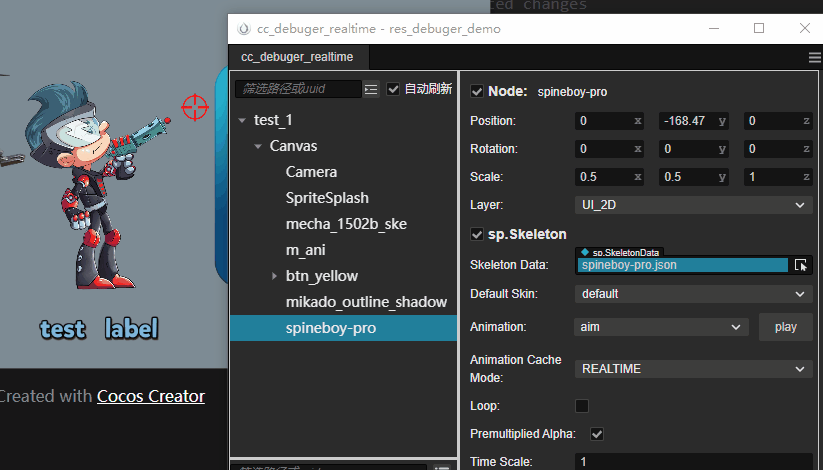 ted changes
cc_debuger_realtime - res_debuger_demo
cc_debuger_realtime
筛选路径或uuid
自动刷新
test_1
Canvas
Camera
SpriteSplash
mecha_1502b_ske
m_ani
btn_yellow
mikado_outline_shadow
spineboy-pro
Node: spineboy-pro
Position: 0 x -168.47 y 0 z
Rotation: 0 x 0 y 0 z
Scale: 0.5 x 0.5 y 1 z
Layer: UI_2D
sp.Skeleton
sp.SkeletonData
Skeleton Data: spineboy-pro.json
Default Skin: default
Animation: aim play
Animation Cache
Mode: REALTIME
Loop:
Premultiplied Alpha:
Time Scale: 1
test label
Created with Cocos Creator